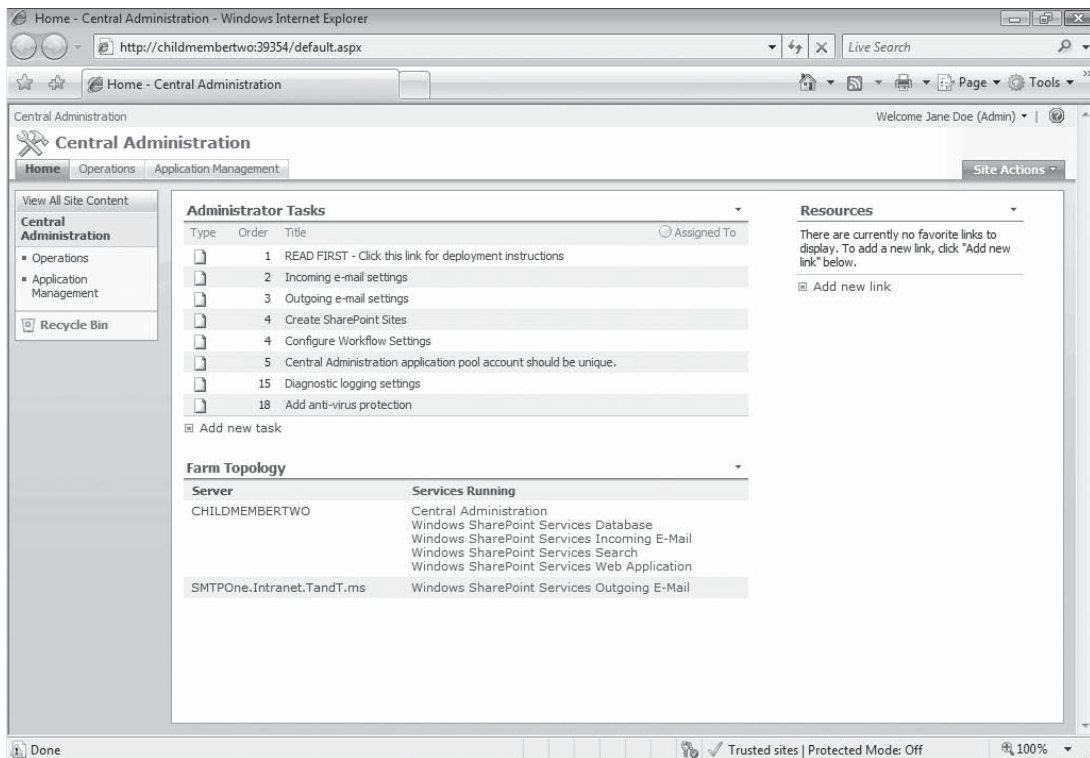 Home - Central Administration - Windows Internet Explorer
http://childmembertwo:39354/default.aspx
Live Search
Home - Central Administration
Page
Tools
Central Administration
Welcome Jane Doe (Admin)
Central Administration
Home
Operations
Application Management
Site Actions
View All Site Content
Central
Administration
Operations
Application
Management
Recycle Bin
Administrator Tasks
Type Order Title Assigned To
1 READ FIRST - Click this link for deployment instructions
2 Incoming e-mail settings
3 Outgoing e-mail settings
4 Create SharePoint Sites
4 Configure Workflow Settings
5 Central Administration application pool account should be unique.
15 Diagnostic logging settings
18 Add anti-virus protection
Add new task
Farm Topology
Server Services Running
CHILDMEMBERTWO Central Administration
Windows SharePoint Services Database
Windows SharePoint Services Incoming E-Mail
Windows SharePoint Services Search
Windows SharePoint Services Web Application
SMTPOne.Intranet.TandT.ms Windows SharePoint Services Outgoing E-Mail
Resources
There are currently no favorite links to
display. To add a new link, click "Add new
link" below.
Add new link
Done
Trusted sites | Protected Mode: Off
100%